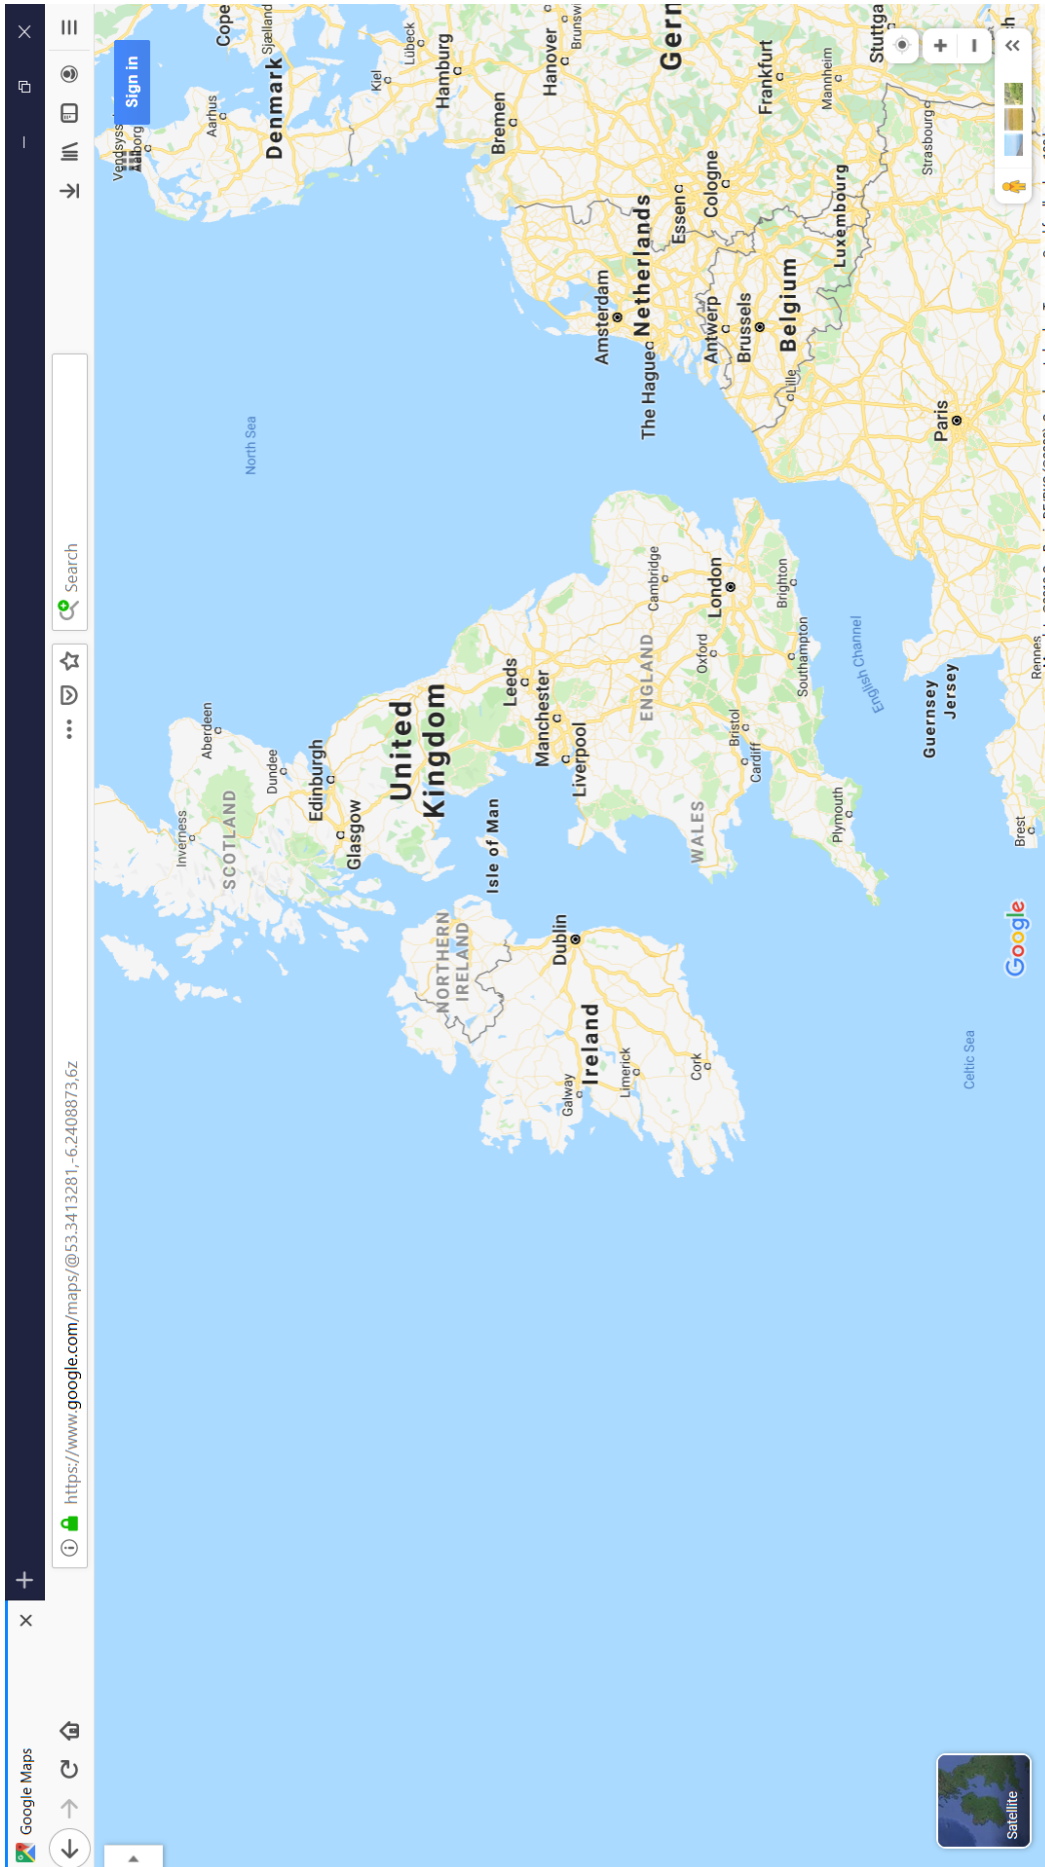 Google Maps
https://www.google.com/maps/@53.3413281,-6.2408873,6z
Search
Sign in
Aalborg
Aarhus
Inverness
Aberdeen
SCOTLAND
North Sea
Sjælland
Denmark
Dundee
Edinburgh
Glasgow
Kiel
Lübeck
United
Kingdom
Hamburg
NORTHERN
IRELAND
Isle of Man
Leeds
Bremen
Manchester
Hanover
Dublin
Galway
Liverpool
Ireland
Amsterdam
Limerick
ENGLAND
Cambridge
The Hague
Netherlands
Essen
Cork
WALES
Oxford
London
Antwerp
Cologne
Bristol
Cardiff
Brussels
Frankfurt
Brighton
Southampton
Lille
Belgium
Mannheim
Plymouth
Luxembourg
English Channel
Guernsey
Jersey
Paris
Strasbourg
Celtic Sea
Brest
Rennes
Satellite
Google